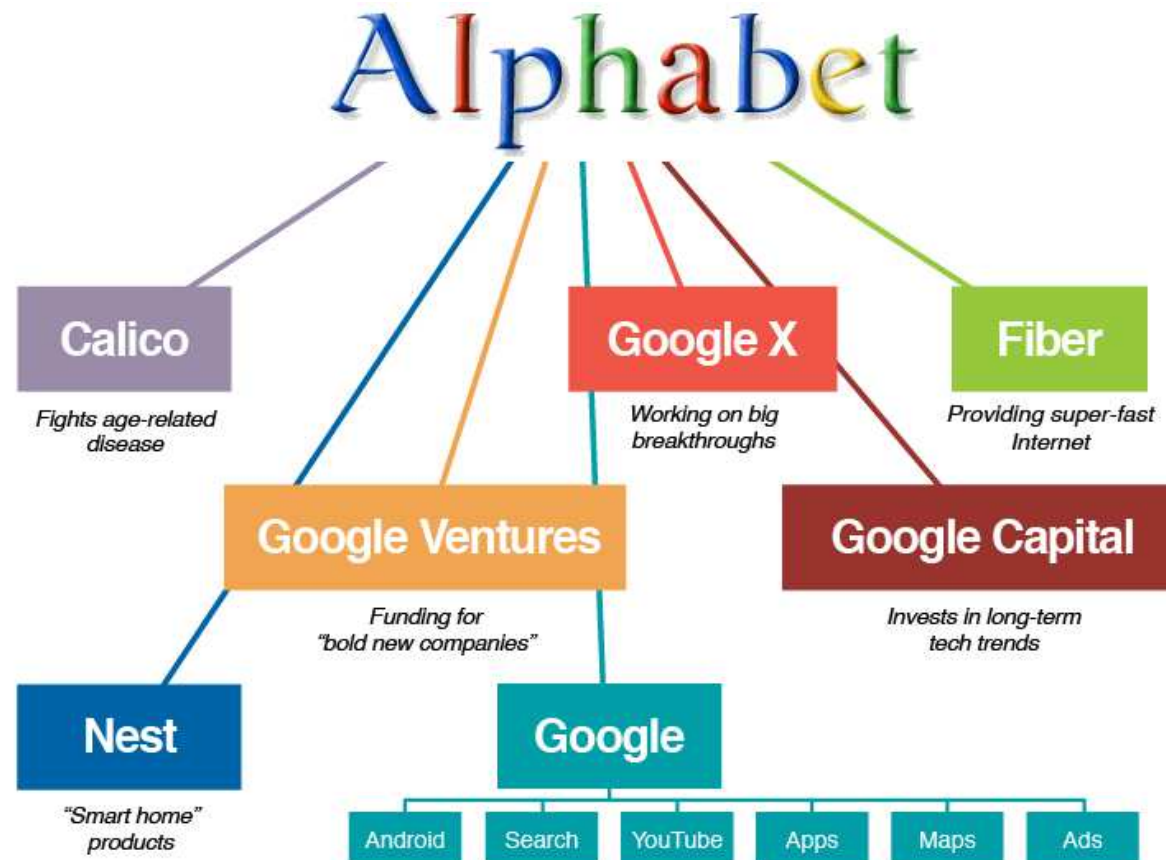 Alphabet
Calico
Fights age-related
disease
Google X
Working on big
breakthroughs
Fiber
Providing super-fast
Internet
Google Ventures
Funding for
“bold new companies”
Google Capital
Invests in long-term
tech trends
Nest
“Smart home”
products
Google
Android
Search
YouTube
Apps
Maps
Ads